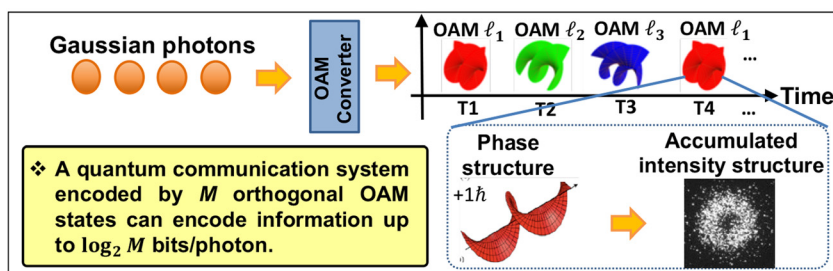 Gaussian photons
OAM
Converter
OAM ℓ₁ OAM ℓ₂ OAM ℓ₃ OAM ℓ₁
...
T1 T2 T3 T4 ... Time
❖ A quantum communication system
encoded by M orthogonal OAM
states can encode information up
to log₂ M bits/photon.
Phase
structure
+1ℏ
Accumulated
intensity structure